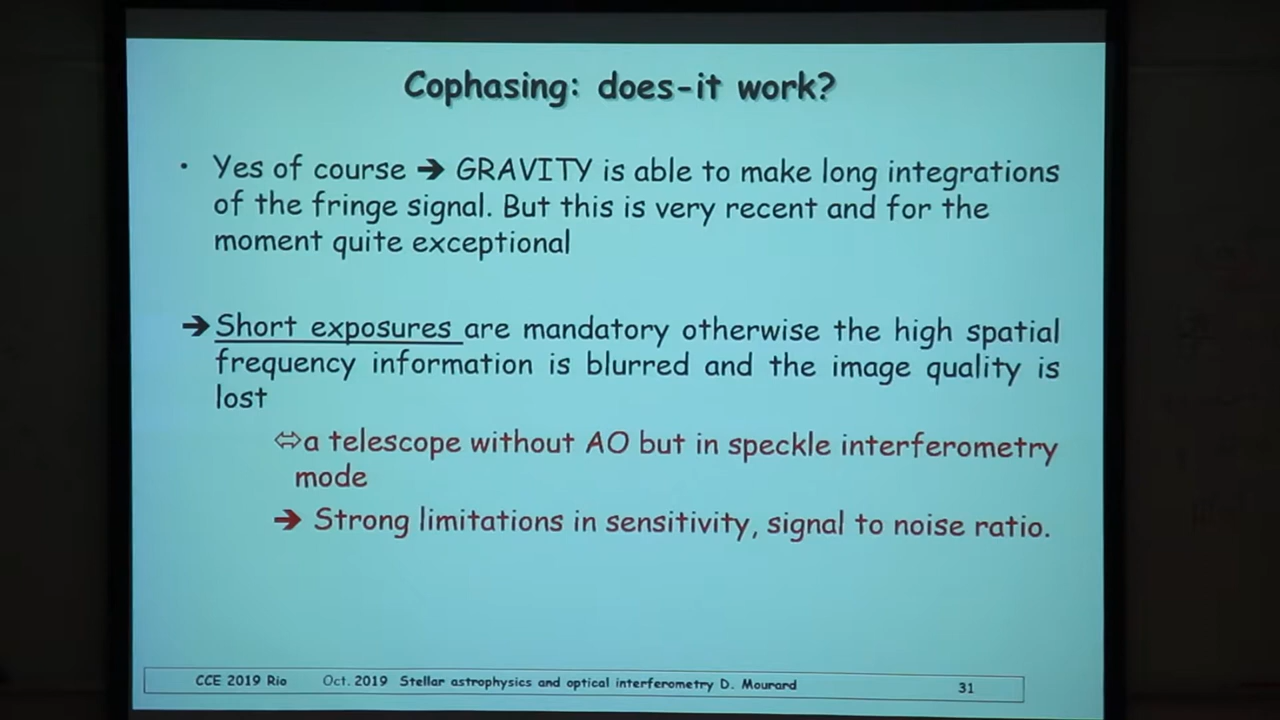 Cophasing: does-it work?
• Yes of course ➔ GRAVITY is able to make long integrations
of the fringe signal. But this is very recent and for the
moment quite exceptional
➔ Short exposures are mandatory otherwise the high spatial
frequency information is blurred and the image quality is
lost
⇔a telescope without AO but in speckle interferometry
mode
➔ Strong limitations in sensitivity, signal to noise ratio.
CCE 2019 Rio Oct. 2019 Stellar astrophysics and optical interferometry D. Mourard 31